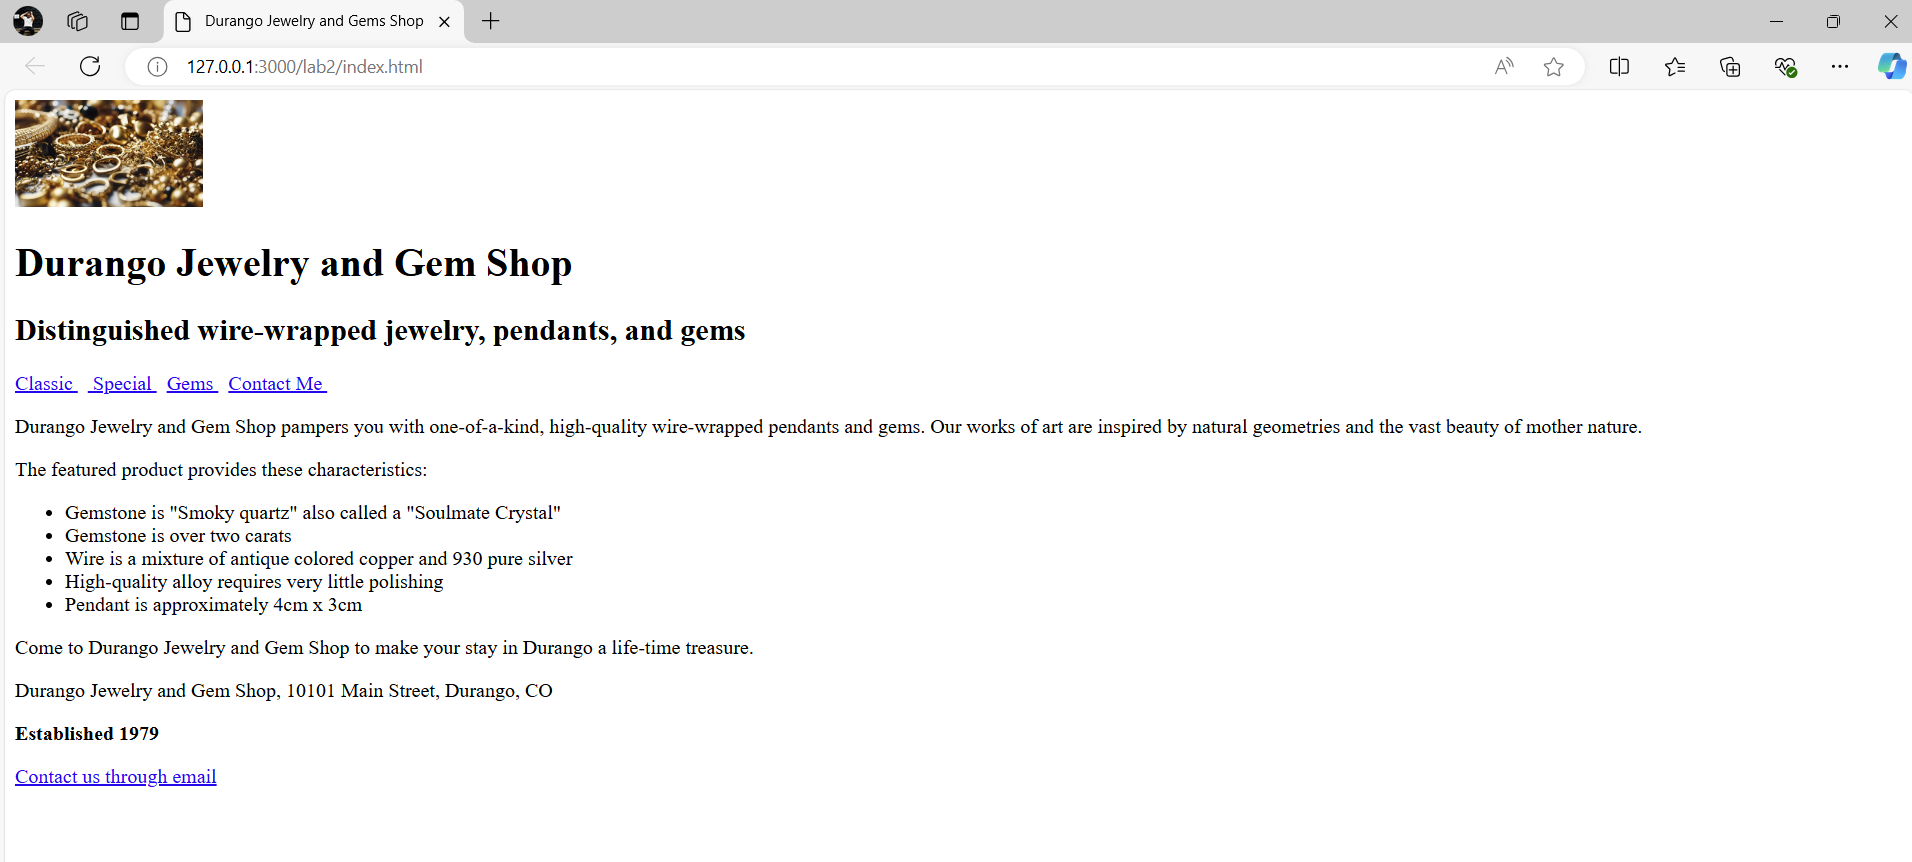 Durango Jewelry and Gems Shop
127.0.0.1:3000/lab2/index.html
Durango Jewelry and Gem Shop
Distinguished wire-wrapped jewelry, pendants, and gems
Classic Special Gems Contact Me
Durango Jewelry and Gem Shop pampers you with one-of-a-kind, high-quality wire-wrapped pendants and gems. Our works of art are inspired by natural geometries and the vast beauty of mother nature.
The featured product provides these characteristics:
• Gemstone is "Smoky quartz" also called a "Soulmate Crystal"
• Gemstone is over two carats
• Wire is a mixture of antique colored copper and 930 pure silver
• High-quality alloy requires very little polishing
• Pendant is approximately 4cm x 3cm
Come to Durango Jewelry and Gem Shop to make your stay in Durango a life-time treasure.
Durango Jewelry and Gem Shop, 10101 Main Street, Durango, CO
Established 1979
Contact us through email